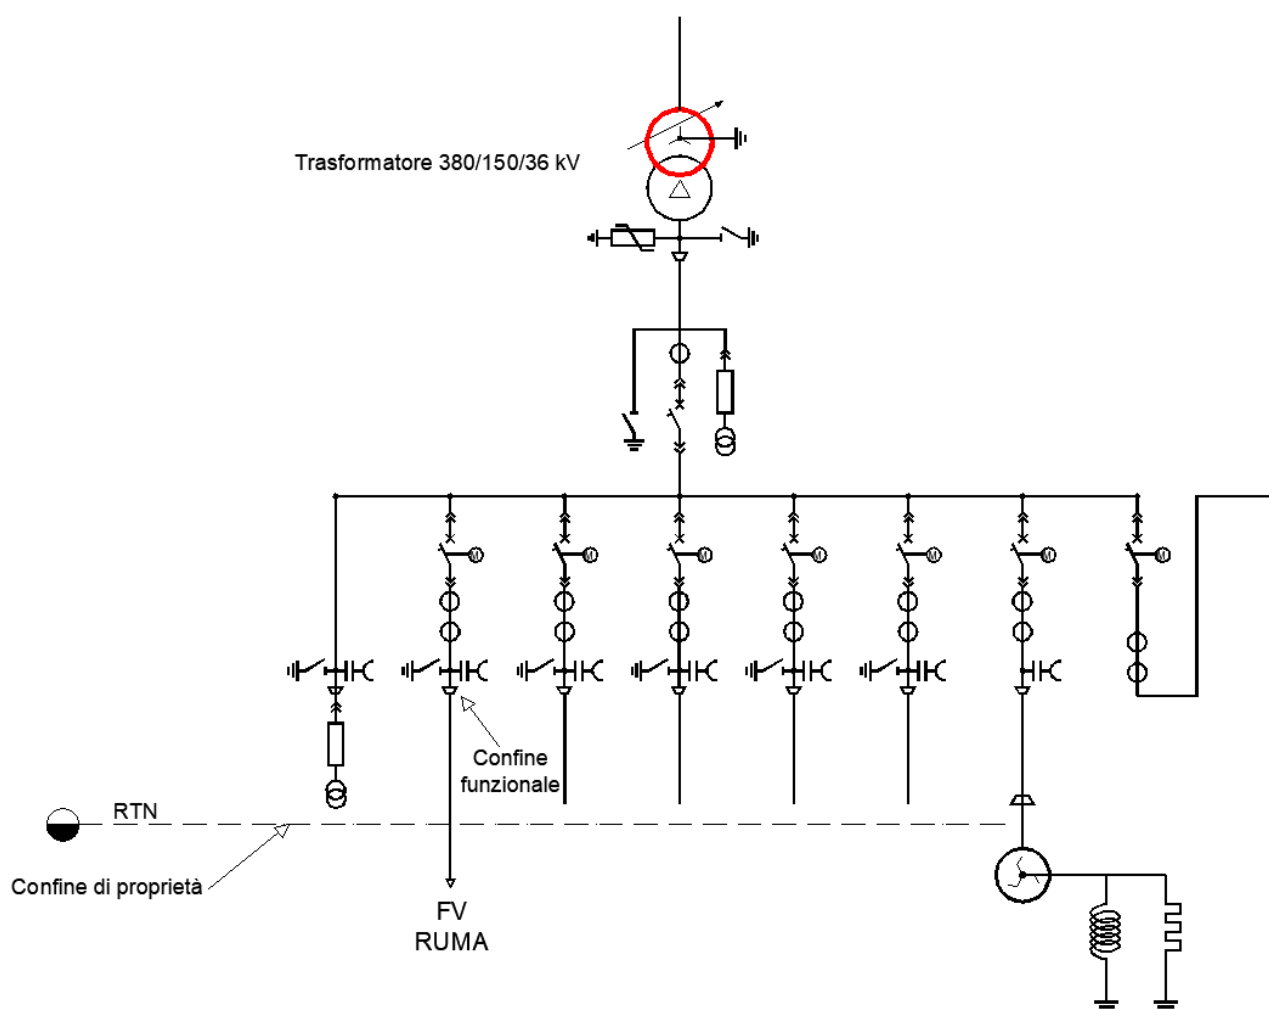 Trasformatore 380/150/36 kV
M
M
M
M
M
M
M
Confine
funzionale
RTN
Confine di proprietà
FV
RUMA